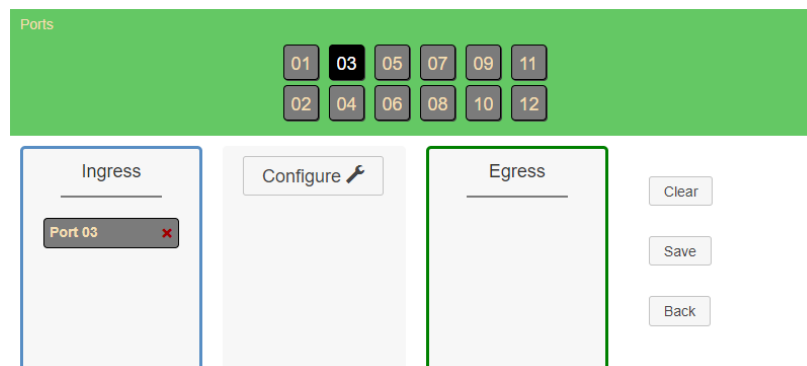 Ports
01 03 05 07 09 11
02 04 06 08 10 12
Ingress
Port 03
Configure
Egress
Clear
Save
Back